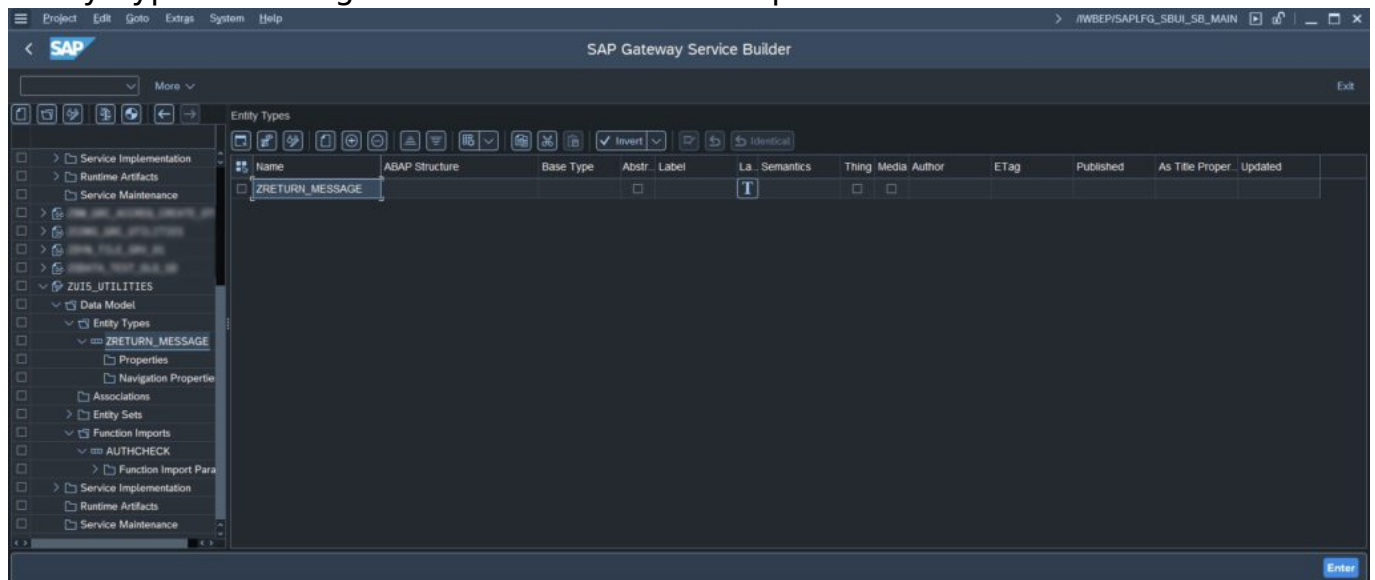 Project Edit Goto Extras System Help /IWBEP/SAPLFG_SBUI_SB_MAIN
SAP SAP Gateway Service Builder
More Exit
Entity Types
Invert Identical
Name ABAP Structure Base Type Abstr.. Label La.. Semantics Thing Media Author ETag Published As Title Proper.. Updated
ZRETURN_MESSAGE T
Service Implementation
Runtime Artifacts
Service Maintenance
ZUI5_UTILITIES
Data Model
Entity Types
ZRETURN_MESSAGE
Properties
Navigation Propertie
Associations
Entity Sets
Function Imports
AUTHCHECK
Function Import Para
Service Implementation
Runtime Artifacts
Service Maintenance
Enter